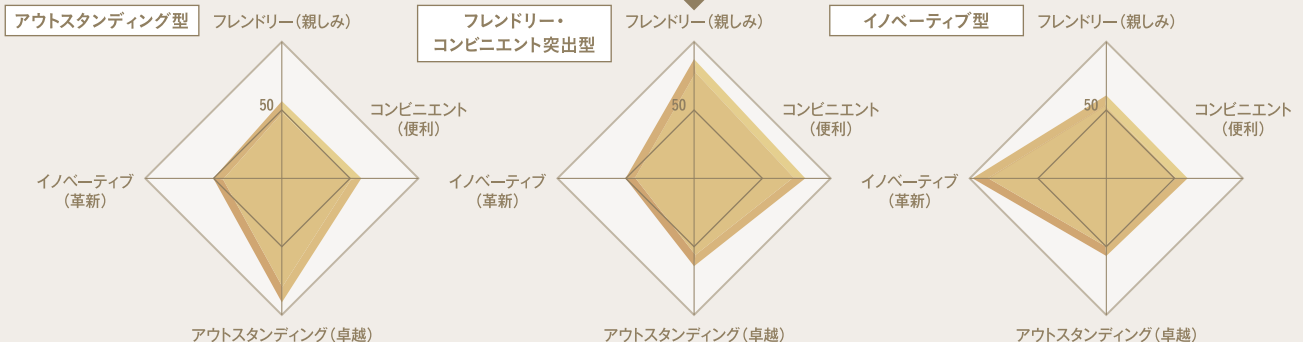 アウトスタンディング型
フレンドリー（親しみ）
50
コンビニエント
（便利）
イノベーティブ
（革新）
アウトスタンディング（卓越）
フレンドリー・
コンビニエント突出型
フレンドリー（親しみ）
50
コンビニエント
（便利）
イノベーティブ
（革新）
アウトスタンディング（卓越）
イノベーティブ型
フレンドリー（親しみ）
50
コンビニエント
（便利）
イノベーティブ
（革新）
アウトスタンディング（卓越）